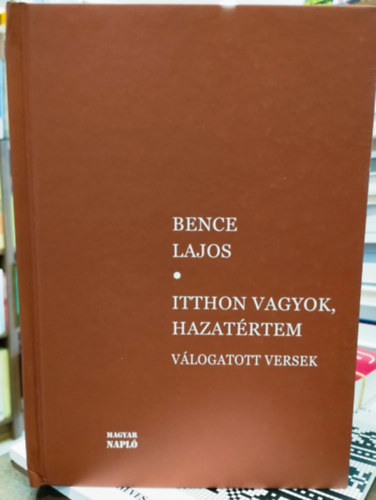 BENCE
LAJOS
•
ITTHON VAGYOK,
HAZATÉRTEM
VÁLOGATOTT VERSEK
MAGYAR
NAPLÓ